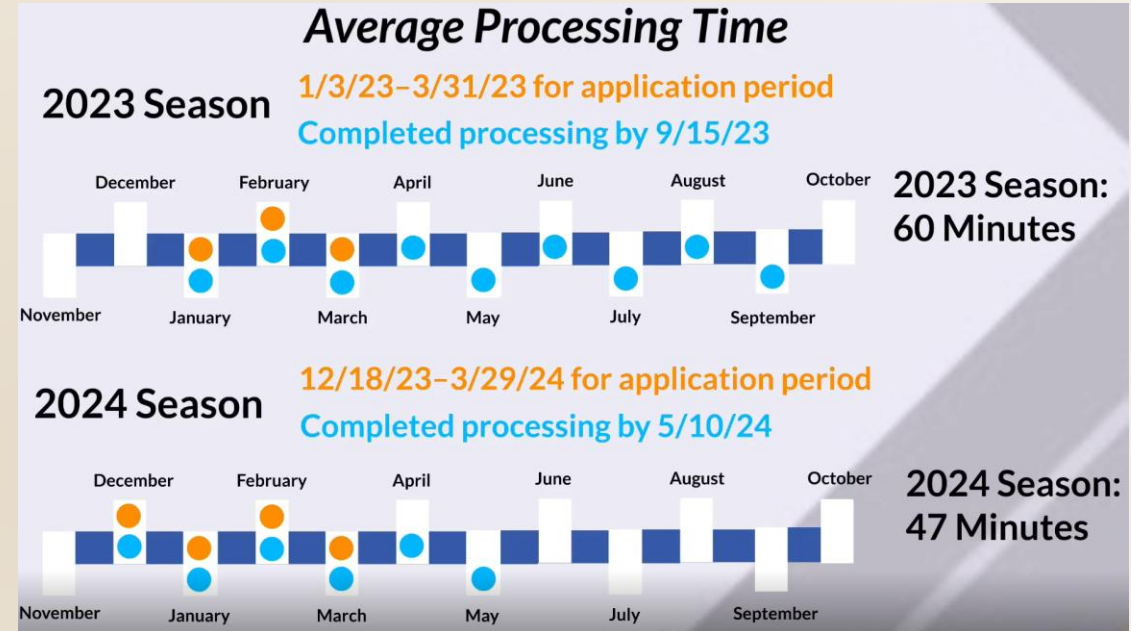 Average Processing Time
2023 Season
1/3/23–3/31/23 for application period
Completed processing by 9/15/23
December
February
April
June
August
October
2023 Season:
60 Minutes
November
January
March
May
July
September
2024 Season
12/18/23–3/29/24 for application period
Completed processing by 5/10/24
December
February
April
June
August
October
2024 Season:
47 Minutes
November
January
March
May
July
September